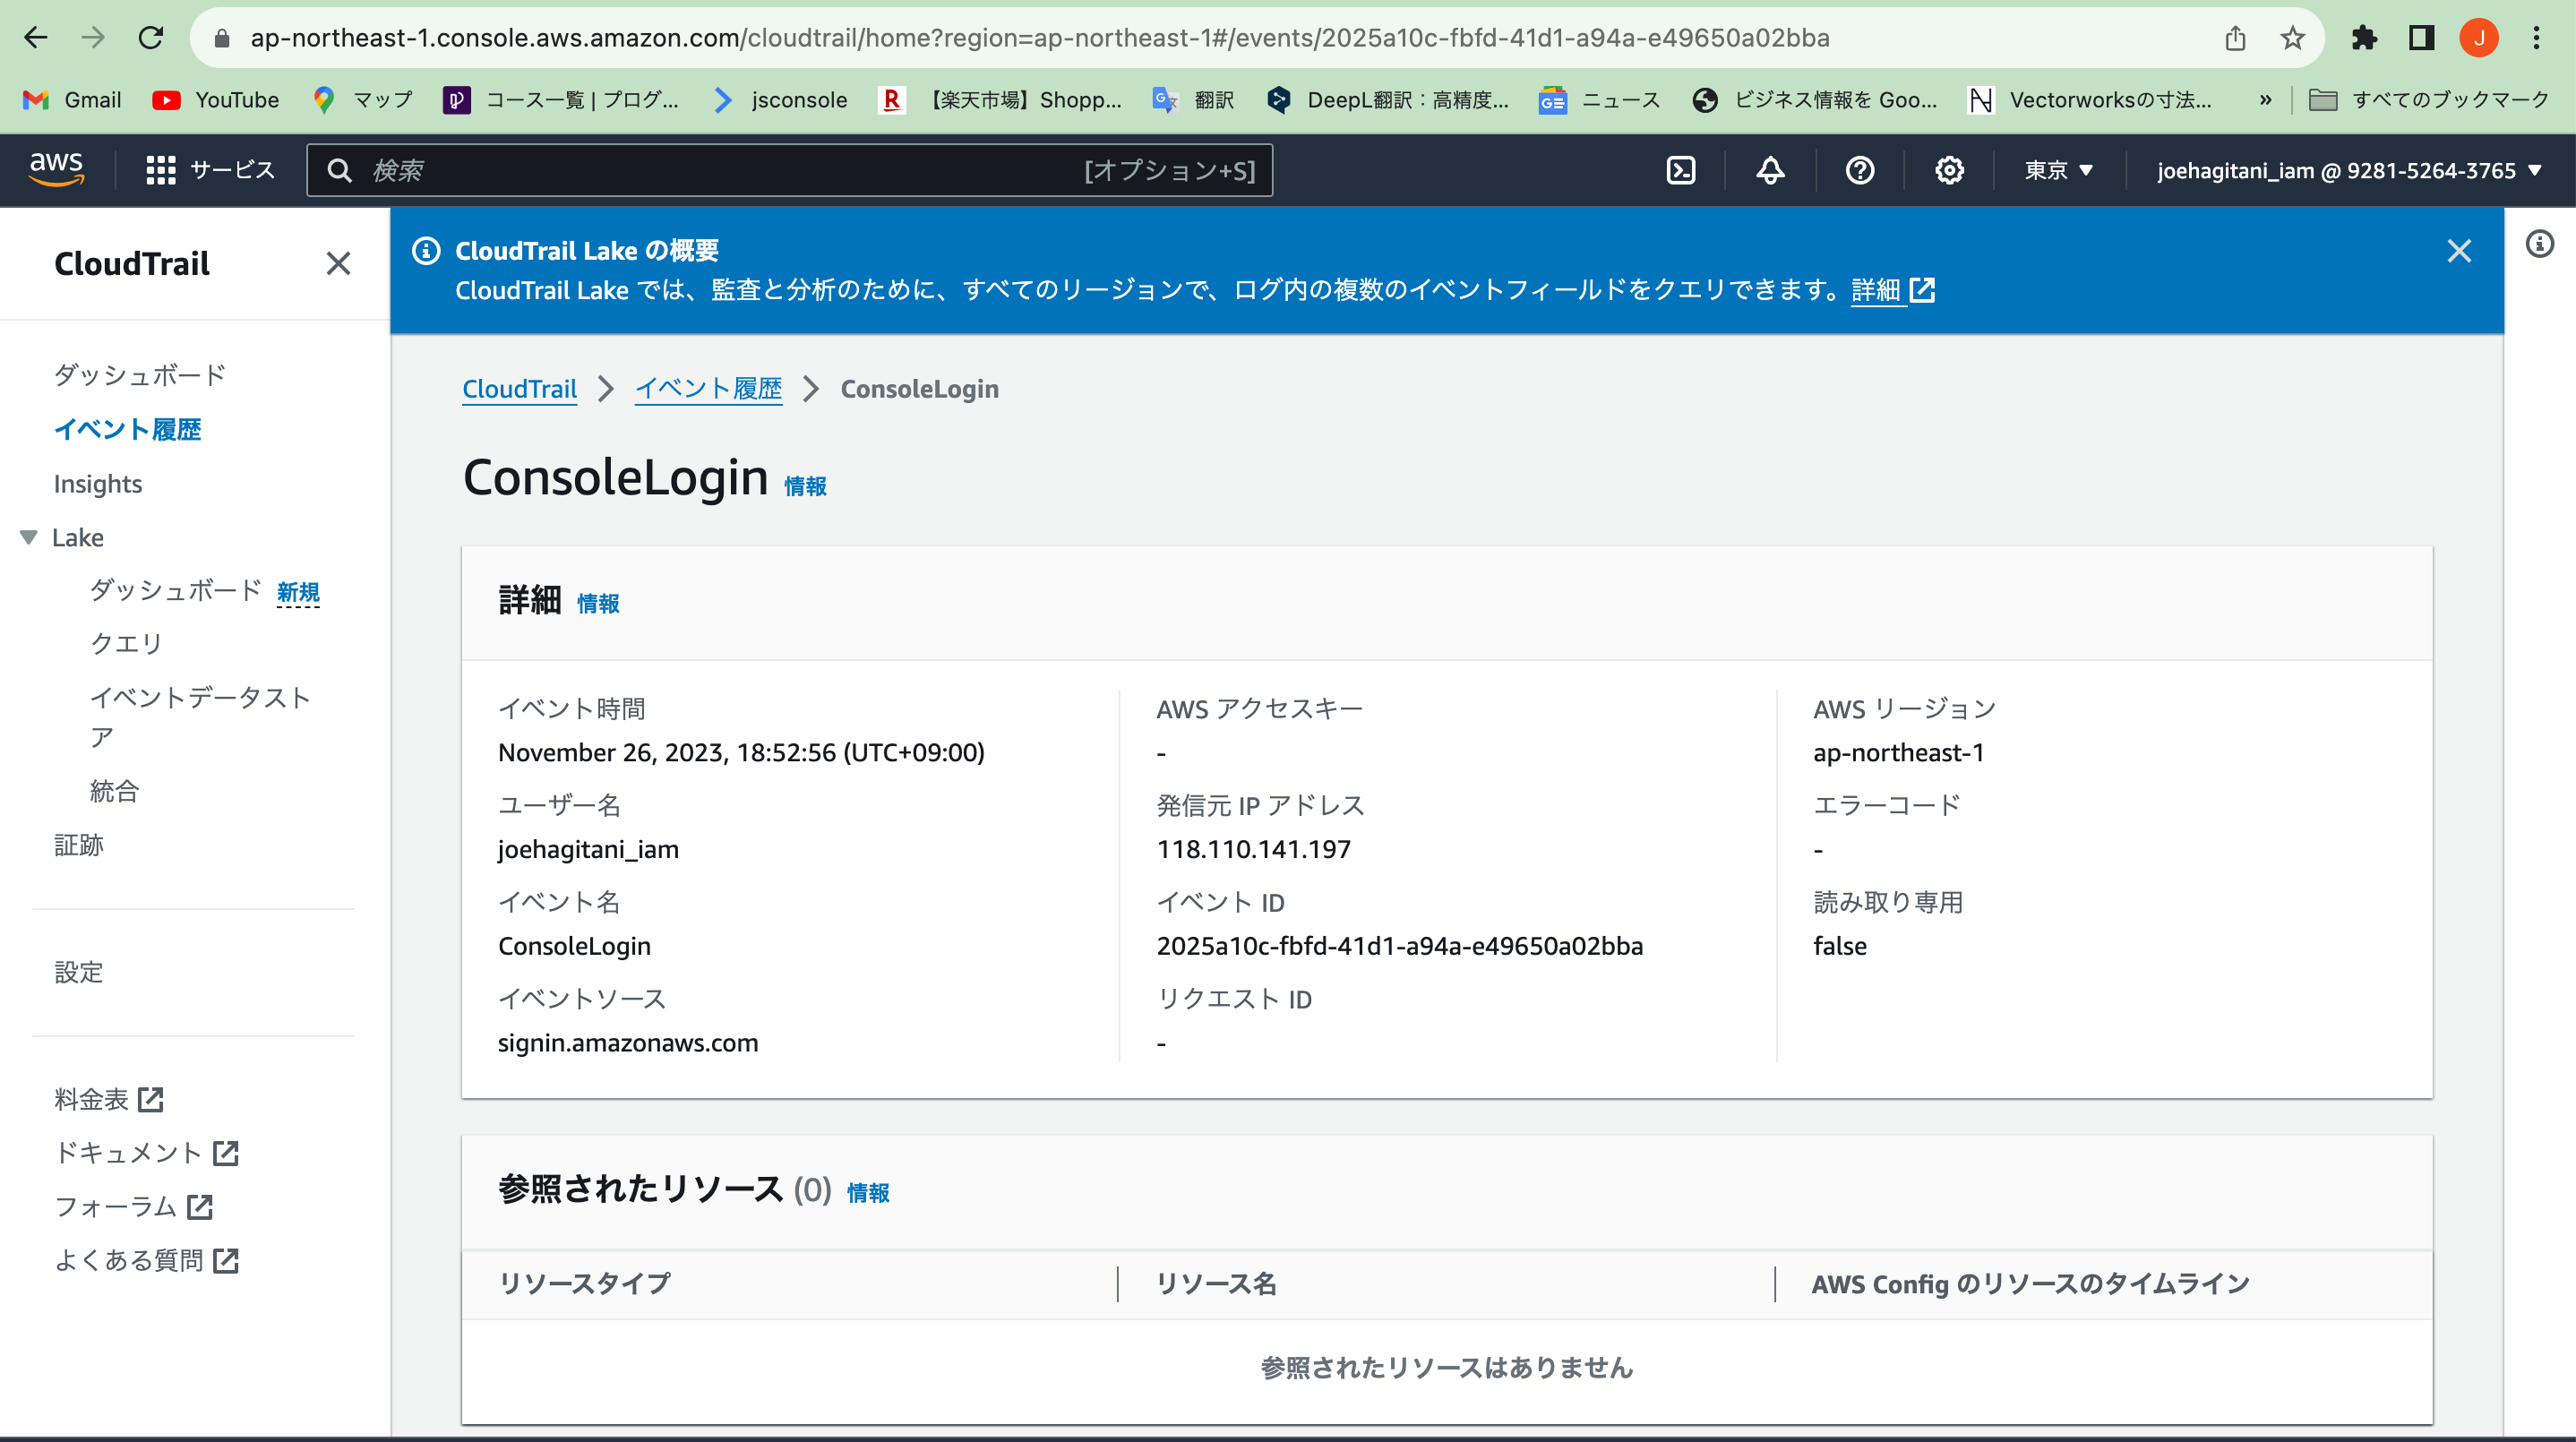 ap-northeast-1.console.aws.amazon.com/cloudtrail/home?region=ap-northeast-1#/events/2025a10c-fbfd-41d1-a94a-e49650a02bba
J
Gmail YouTube マップ コース一覧 | プログ... jsconsole 【楽天市場】Shopp... 翻訳 DeepL翻訳：高精度... ニュース ビジネス情報を Goo... Vectorworksの寸法... » すべてのブックマーク
aws サービス 検索 [オプション+S] 東京 ▼ joehagitani_iam @ 9281-5264-3765 ▼
CloudTrail
ダッシュボード
イベント履歴
Insights
Lake
ダッシュボード 新規
クエリ
イベントデータスト
ア
統合
証跡
設定
料金表
ドキュメント
フォーラム
よくある質問
CloudTrail Lake の概要
CloudTrail Lake では、監査と分析のために、すべてのリージョンで、ログ内の複数のイベントフィールドをクエリできます。詳細
CloudTrail > イベント履歴 > ConsoleLogin
ConsoleLogin 情報
詳細 情報
イベント時間
November 26, 2023, 18:52:56 (UTC+09:00)
ユーザー名
joehagitani_iam
イベント名
ConsoleLogin
イベントソース
signin.amazonaws.com
AWS アクセスキー
-
発信元 IP アドレス
118.110.141.197
イベント ID
2025a10c-fbfd-41d1-a94a-e49650a02bba
リクエスト ID
-
AWS リージョン
ap-northeast-1
エラーコード
-
読み取り専用
false
参照されたリソース (0) 情報
リソースタイプ リソース名 AWS Config のリソースのタイムライン
参照されたリソースはありません